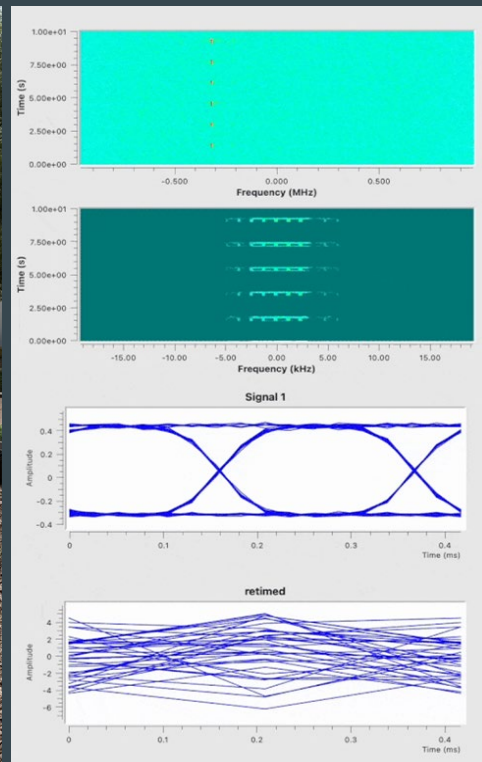 1.00e+01
7.50e+00
5.00e+00
2.50e+00
0.00e+00
Time (s)
-0.500 0.000 0.500
Frequency (MHz)
1.00e+01
7.50e+00
5.00e+00
2.50e+00
0.00e+00
Time (s)
-15.00 -10.00 -5.00 0.00 5.00 10.00 15.00
Frequency (kHz)
Signal 1
0.4
0.2
0
-0.2
-0.4
Amplitude
0 0.1 0.2 0.3 0.4
Time (ms)
retimed
4
2
0
-2
-4
-6
Amplitude
0 0.1 0.2 0.3 0.4
Time (ms)